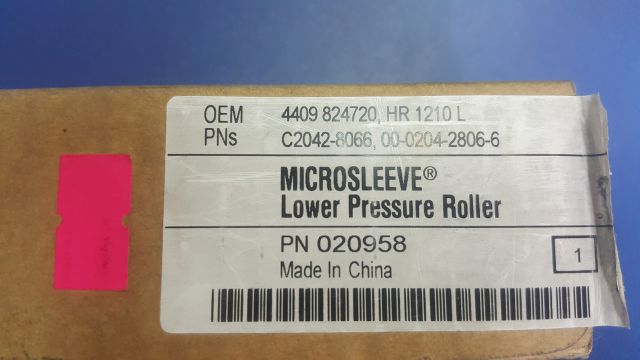 OEM 4409 824720, HR 1210 L
PNs C2042-8066, 00-0204-2806-6
MICROSLEEVE®
Lower Pressure Roller
PN 020958
Made In China
1